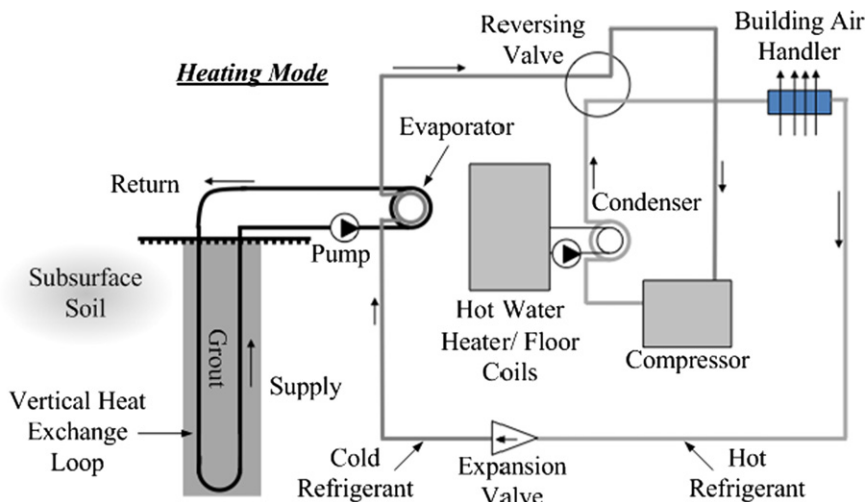 Heating Mode
Reversing
Valve
Building Air
Handler
Evaporator
Return
Pump
Condenser
Subsurface
Soil
Grout
Supply
Hot Water
Heater/ Floor
Coils
Compressor
Vertical Heat
Exchange
Loop
Cold
Refrigerant
Expansion
Valve
Hot
Refrigerant